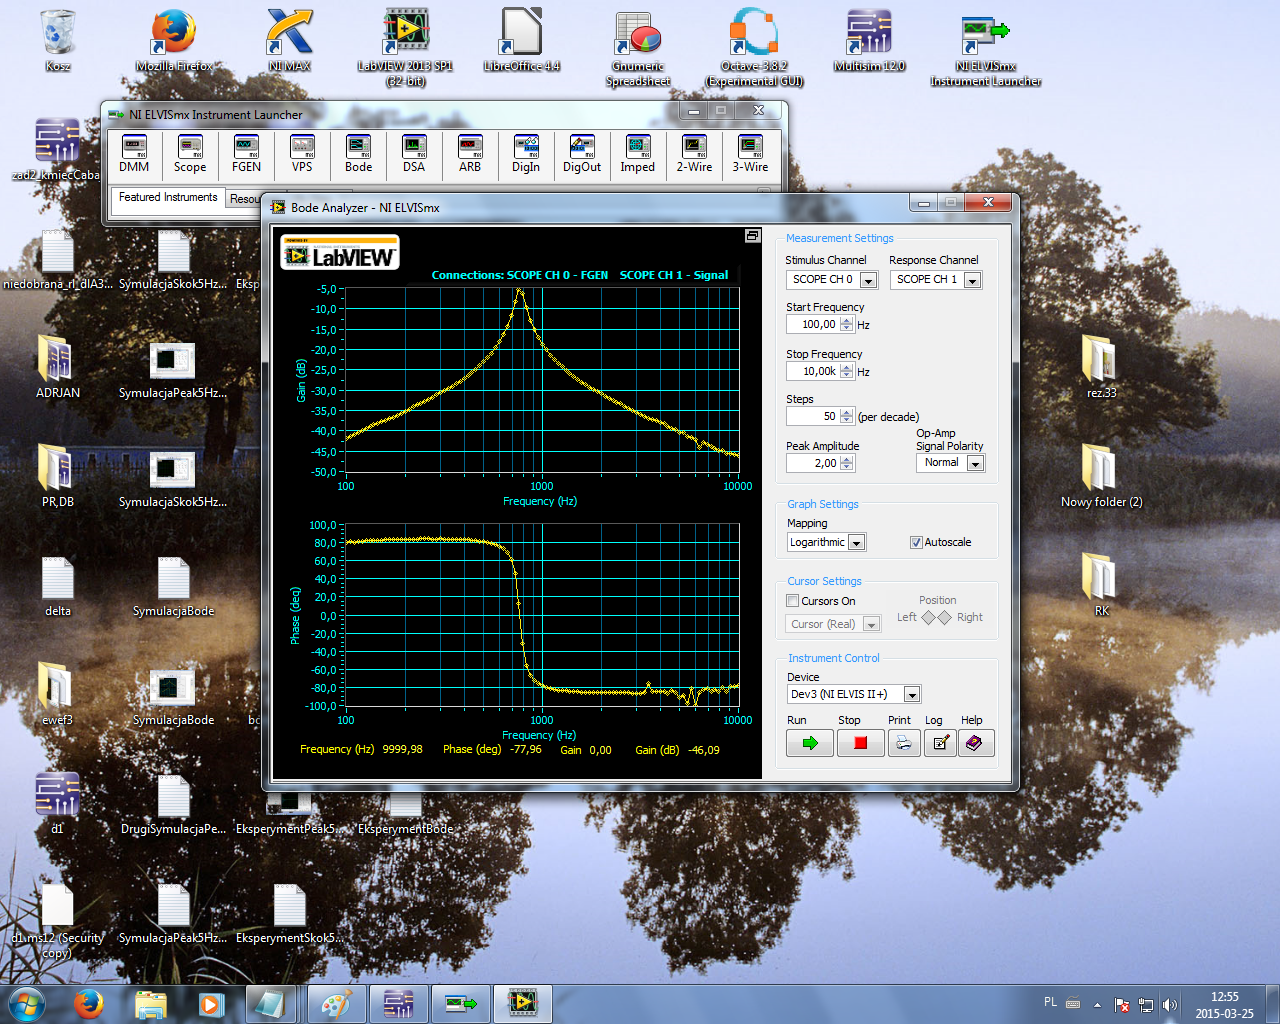 Kosz
Mozilla Firefox
NI MAX
LabVIEW 2013 SP1
(32-bit)
LibreOffice 4.4
Gnumeric
Spreadsheet
Octave-3.8.2
(Experimental GUI)
Multisim 12.0
NI ELVISmx
Instrument Launcher
NI ELVISmx Instrument Launcher
DMM
Scope
FGEN
VPS
Bode
DSA
ARB
DigIn
DigOut
Imped
2-Wire
3-Wire
Featured Instruments
Resou
zad2_kmiecCaba
niedobrana_rl_dlA3...
SymulacjaSkok5Hz...
Eks
ADRJAN
SymulacjaPeak5Hz...
PR,DB
SymulacjaSkok5Hz...
delta
SymulacjaBode
ewef3
SymulacjaBode
d1
DrugiSymulacjaPe...
EksperymentPeak5...
EksperymentBode
d1.ms12 (Security
copy)
SymulacjaPeak5Hz...
EksperymentSkok5...
rez.33
Nowy folder (2)
RK
Bode Analyzer - NI ELVISmx
POWERED BY
LabVIEW
Connections: SCOPE CH 0 - FGEN SCOPE CH 1 - Signal
Gain (dB)
-5,0
-10,0
-15,0
-20,0
-25,0
-30,0
-35,0
-40,0
-45,0
-50,0
100
1000
10000
Frequency (Hz)
Phase (deg)
100,0
80,0
60,0
40,0
20,0
0,0
-20,0
-40,0
-60,0
-80,0
-100,0
100
1000
10000
Frequency (Hz)
Frequency (Hz) 9999,98 Phase (deg) -77,96 Gain 0,00 Gain (dB) -46,09
Measurement Settings
Stimulus Channel
Response Channel
SCOPE CH 0
SCOPE CH 1
Start Frequency
100,00 Hz
Stop Frequency
10,00k Hz
Steps
50 (per decade)
Peak Amplitude
2,00
Op-Amp
Signal Polarity
Normal
Graph Settings
Mapping
Logarithmic
Autoscale
Cursor Settings
Cursors On
Position
Cursor (Real)
Left
Right
Instrument Control
Device
Dev3 (NI ELVIS II+)
Run
Stop
Print
Log
Help
PL
12:55
2015-03-25